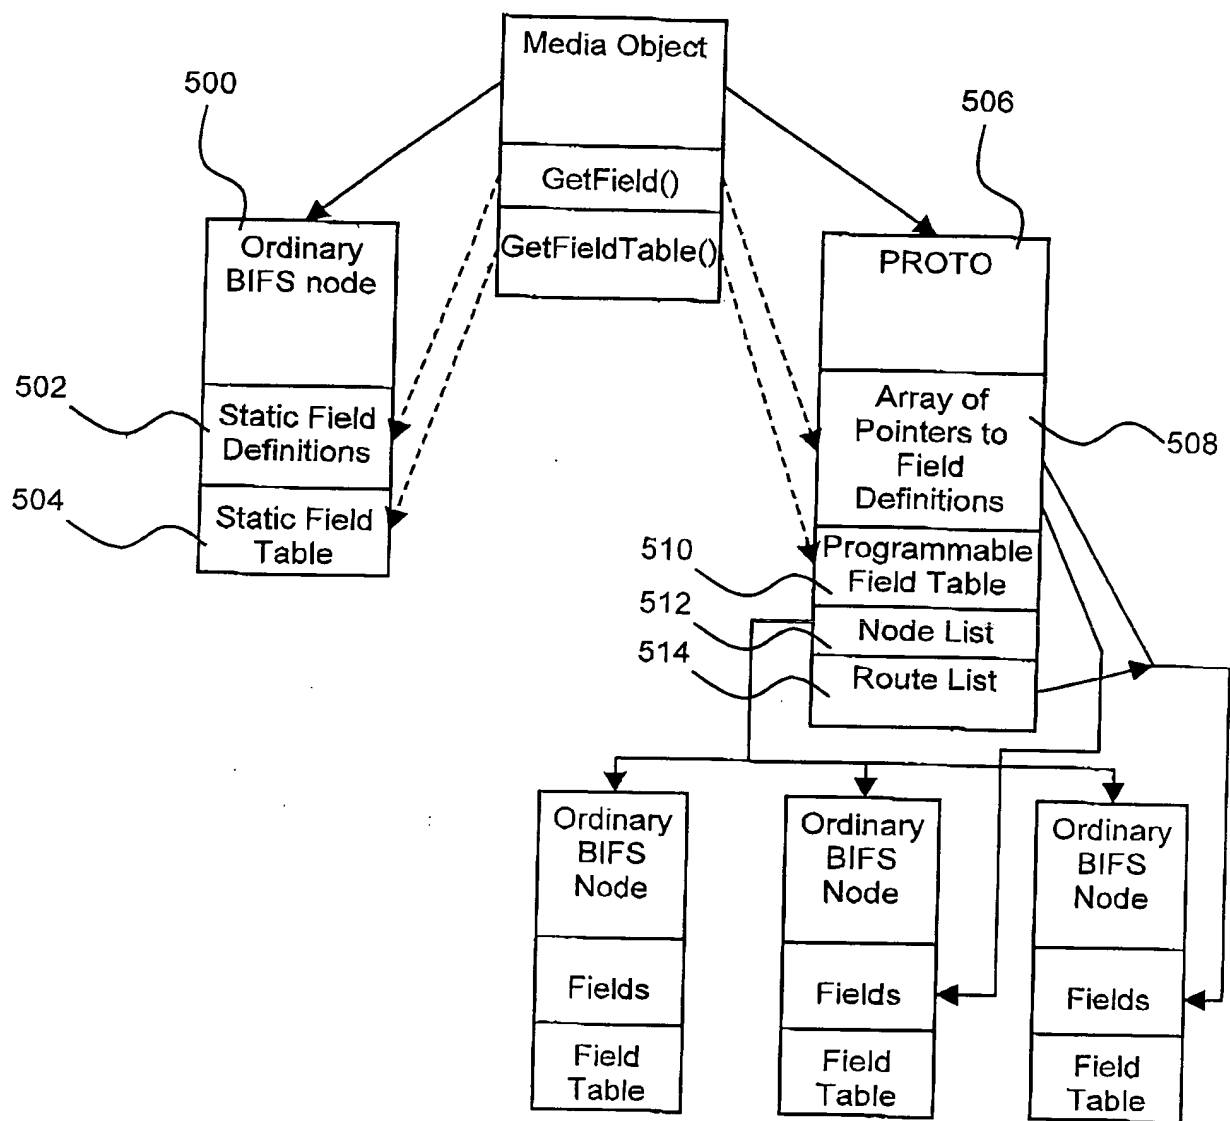 Media Object
GetField()
GetFieldTable()
500
Ordinary
BIFS node
502
Static Field
Definitions
504
Static Field
Table
506
PROTO
Array of
Pointers to
Field
Definitions
508
Programmable
Field Table
510
512
Node List
514
Route List
Ordinary
BIFS
Node
Fields
Field
Table
Ordinary
BIFS
Node
Fields
Field
Table
Ordinary
BIFS
Node
Fields
Field
Table